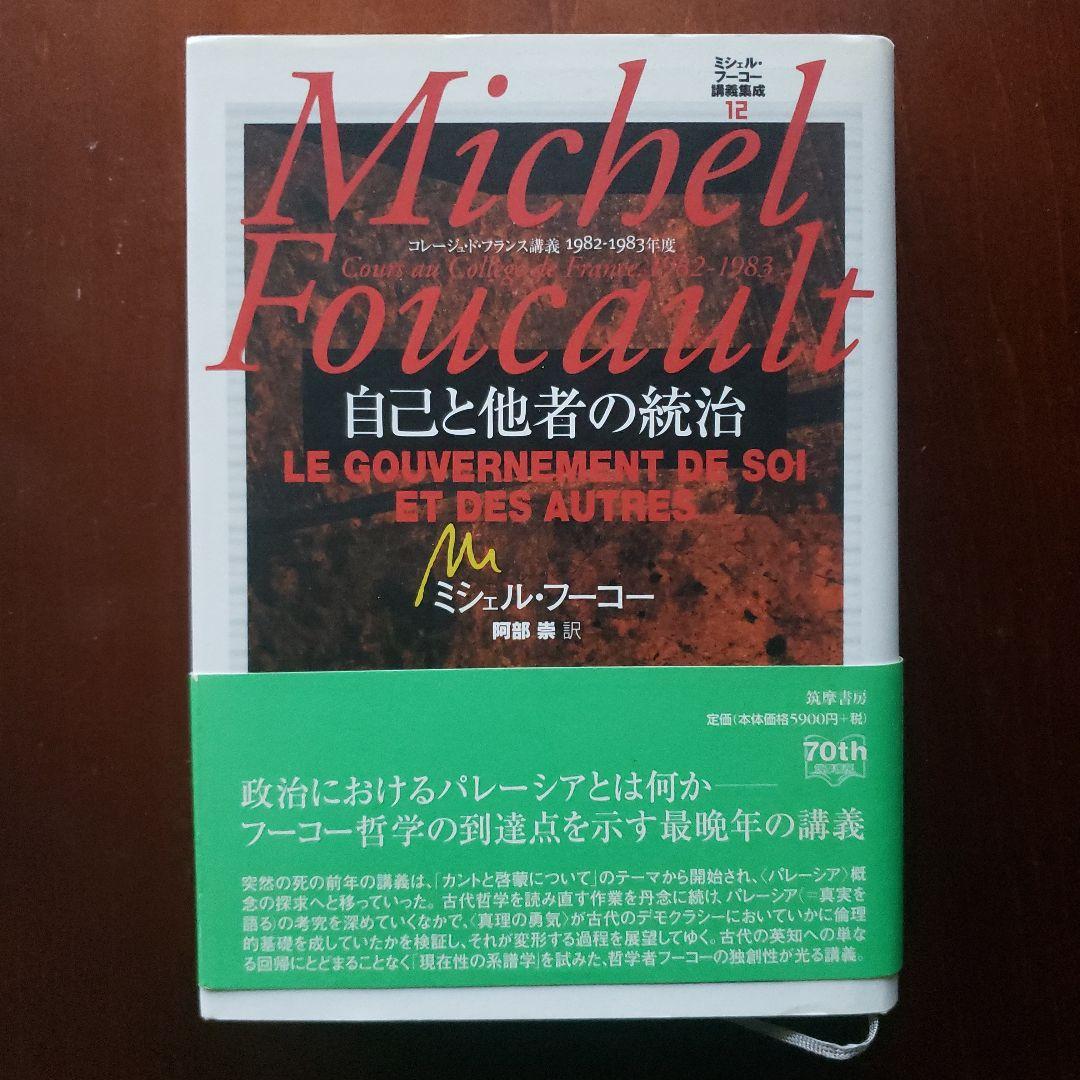 Michel
ミシェル・
フーコー
講義集成
12
コレージュ・ド・フランス講義 1982-1983年度
Cours au Collège de France. 1982-1983
Foucault
自己と他者の統治
LE GOUVERNEMENT DE SOI
ET DES AUTRES
ミシェル・フーコー
阿部 崇 訳
筑摩書房
定価(本体価格5900円+税)
70th
筑摩書房
政治におけるパレーシアとは何か――
フーコー哲学の到達点を示す最晩年の講義
突然の死の前年の講義は、「カントと啓蒙について」のテーマから開始され、〈パレーシア〉概
念の探求へと移っていった。古代哲学を読み直す作業を丹念に続け、パレーシア(=真実を
語る)の考究を深めていくなかで、〈真理の勇気〉が古代のデモクラシーにおいていかに倫理
的基礎を成していたかを検証し、それが変形する過程を展望してゆく。古代の英知への単な
る回帰にとどまることなく「現在性の系譜学」を試みた、哲学者フーコーの独創性が光る講義。